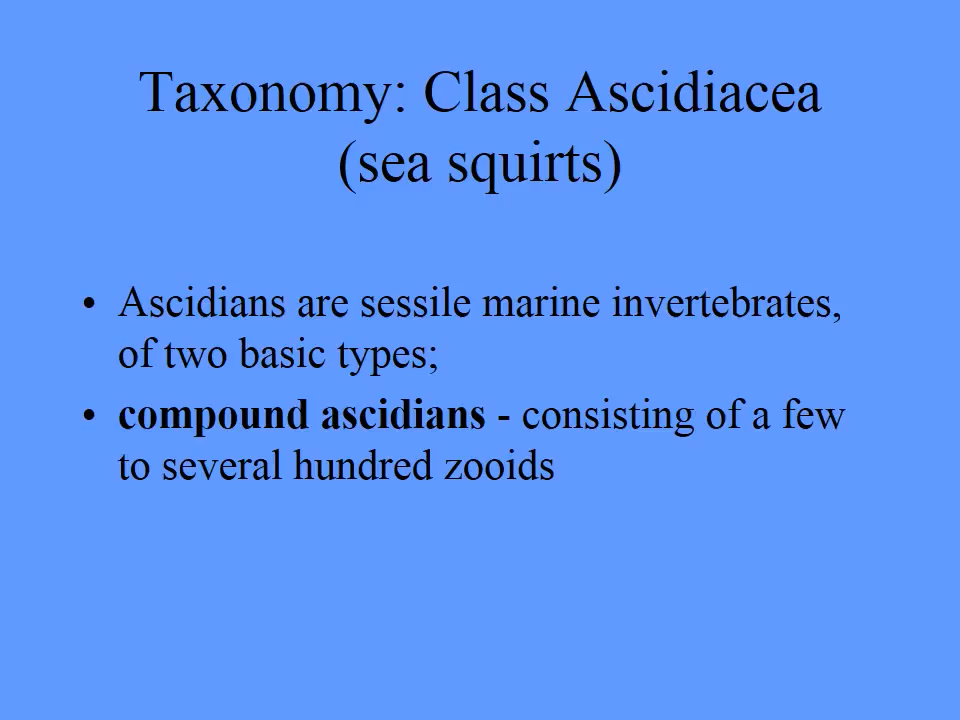 Taxonomy: Class Ascidiacea
(sea squirts)
• Ascidians are sessile marine invertebrates,
of two basic types;
• compound ascidians - consisting of a few
to several hundred zooids